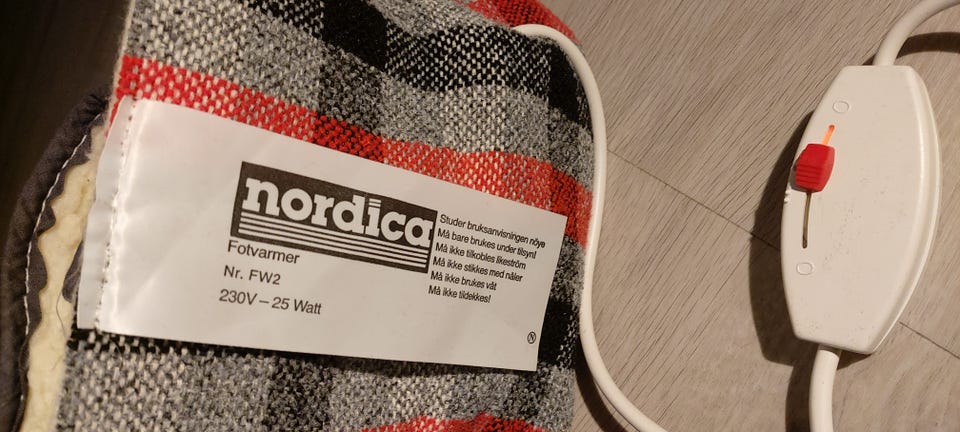 nordica
Fotvarmer
Nr. FW2
230V – 25 Watt
Studer bruksanvisningen nøye
Må bare brukes under tilsyn!
Må ikke tilkobles likeström
Må ikke stikkes med nåler
Må ikke brukes våt
Må ikke tildekkes!
N
O
O